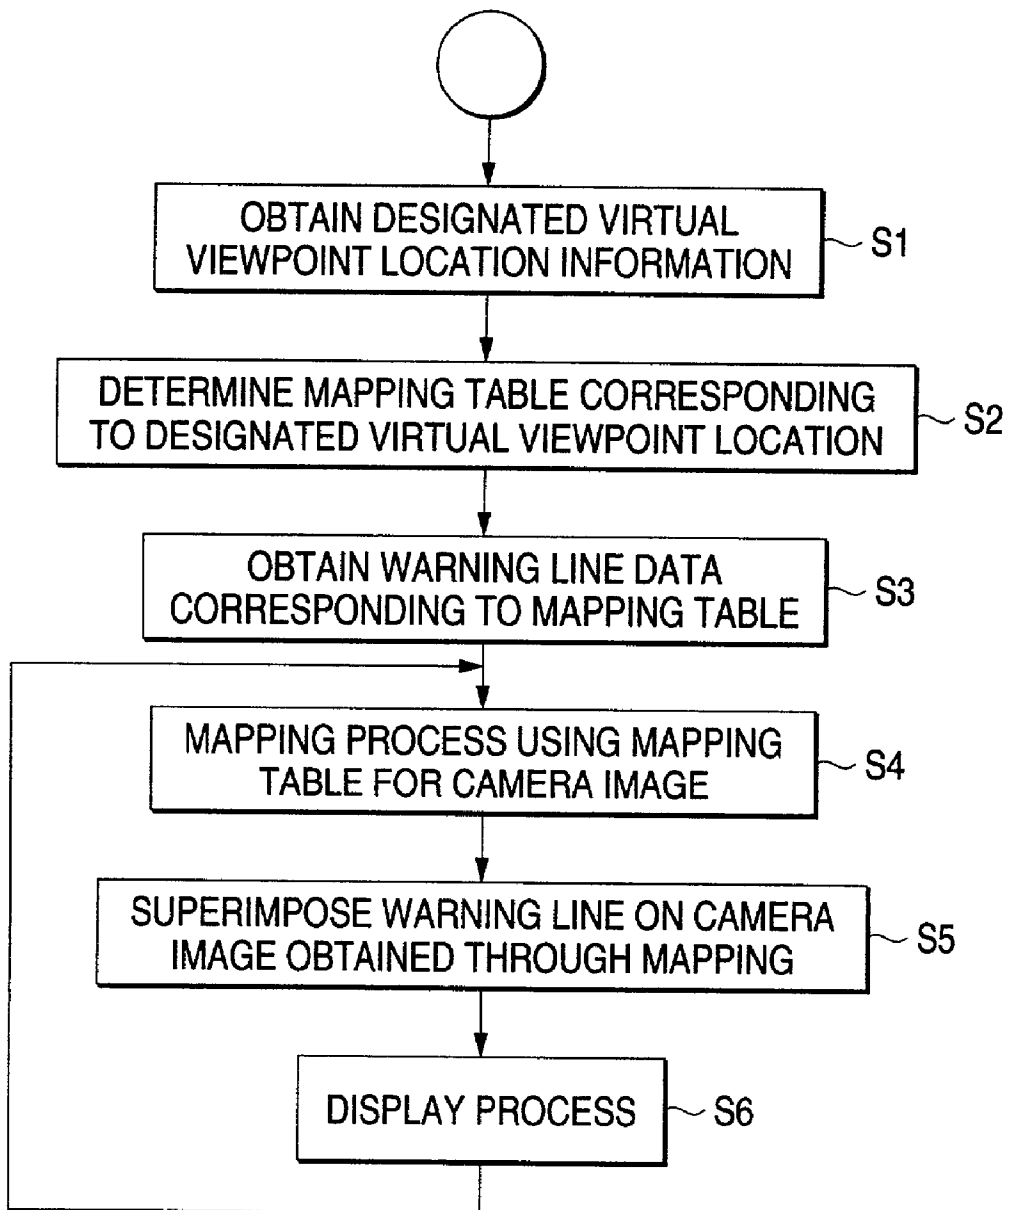 OBTAIN DESIGNATED VIRTUAL
VIEWPOINT LOCATION INFORMATION
S1
DETERMINE MAPPING TABLE CORRESPONDING
TO DESIGNATED VIRTUAL VIEWPOINT LOCATION
S2
OBTAIN WARNING LINE DATA
CORRESPONDING TO MAPPING TABLE
S3
MAPPING PROCESS USING MAPPING
TABLE FOR CAMERA IMAGE
S4
SUPERIMPOSE WARNING LINE ON CAMERA
IMAGE OBTAINED THROUGH MAPPING
S5
DISPLAY PROCESS
S6